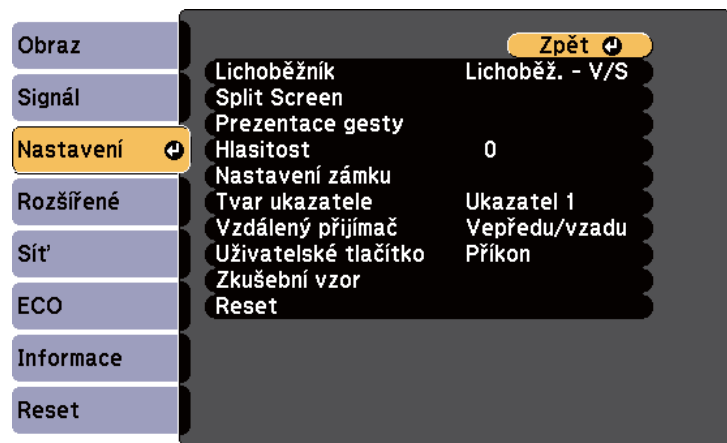 Obraz
Signál
Nastavení
Rozšířené
Síť
ECO
Informace
Reset
Zpět
Lichoběžník Lichoběž. - V/S
Split Screen
Prezentace gesty
Hlasitost 0
Nastavení zámku
Tvar ukazatele Ukazatel 1
Vzdálený přijímač Vepředu/vzadu
Uživatelské tlačítko Příkon
Zkušební vzor
Reset